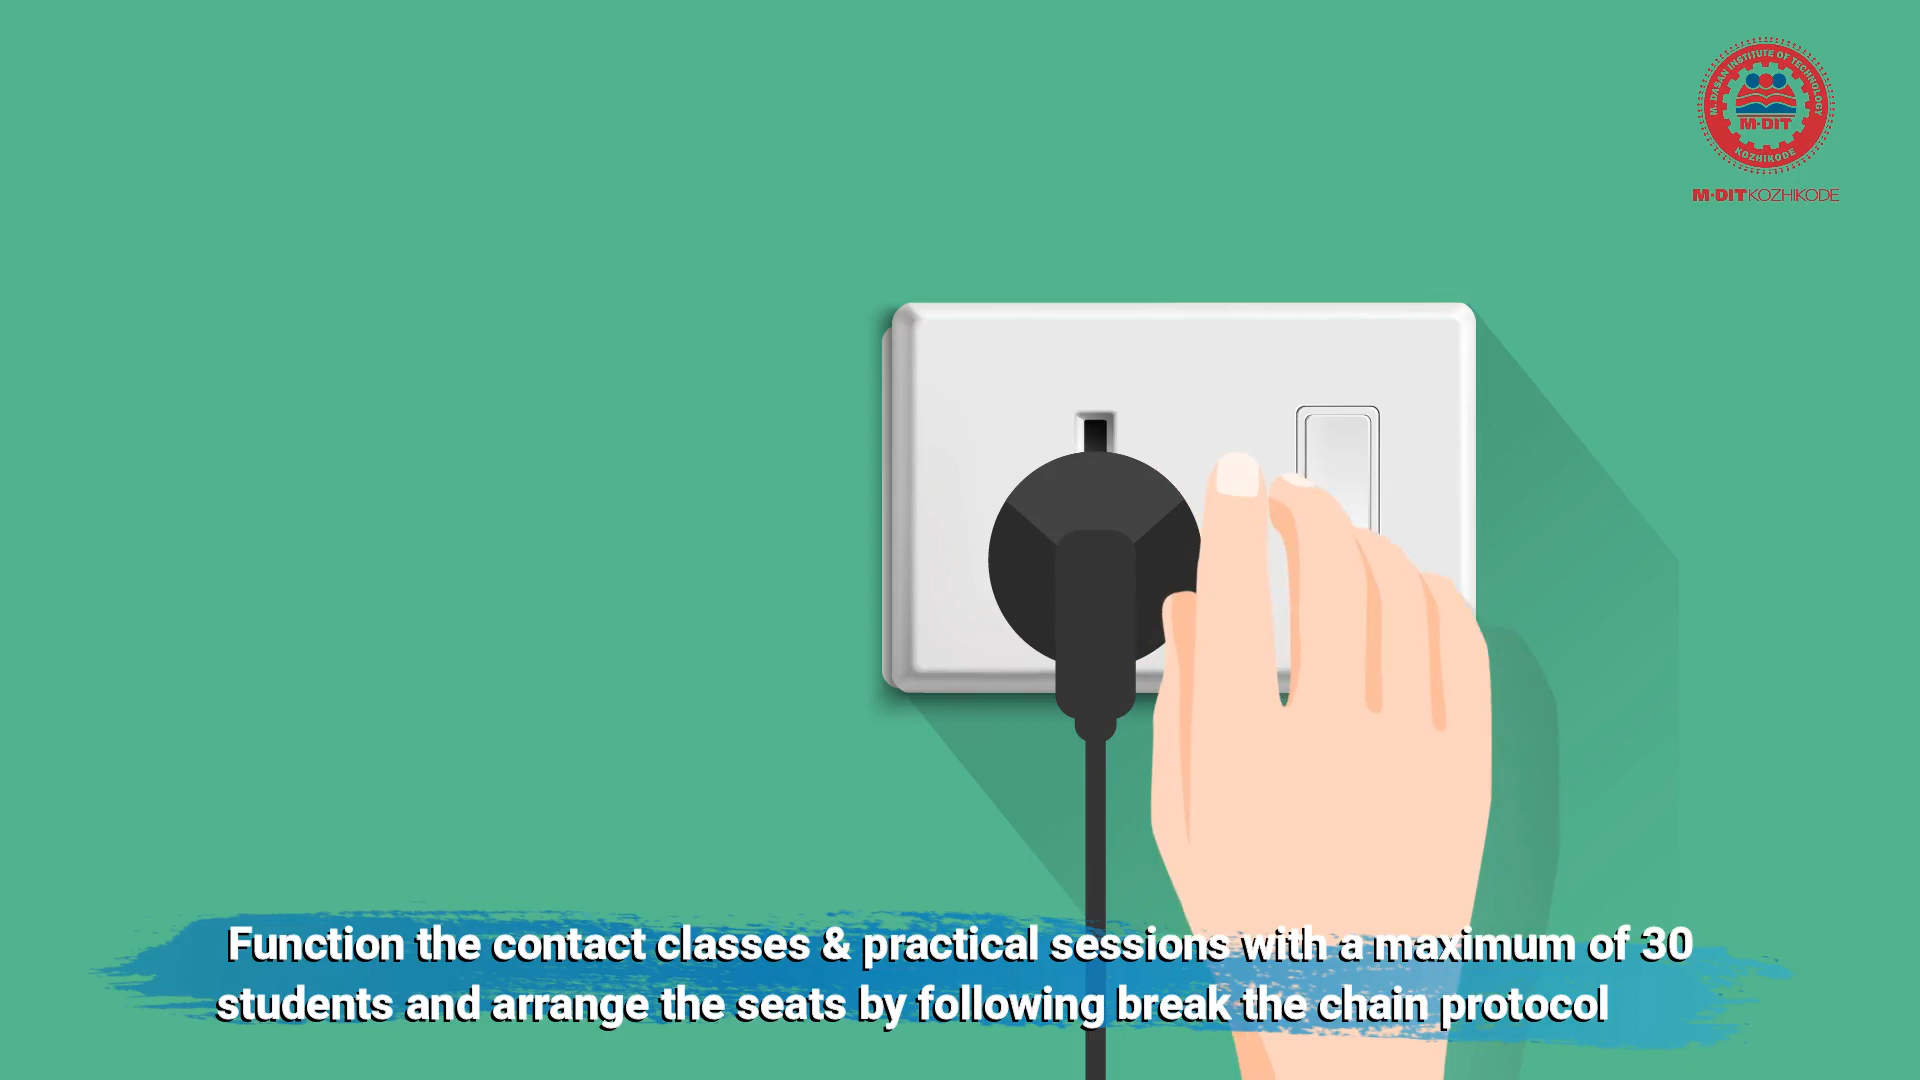 M. DASAN INSTITUTE OF TECHNOLOGY
M·DIT
KOZHIKODE
M·DIT KOZHIKODE
Function the contact classes & practical sessions with a maximum of 30
students and arrange the seats by following break the chain protocol